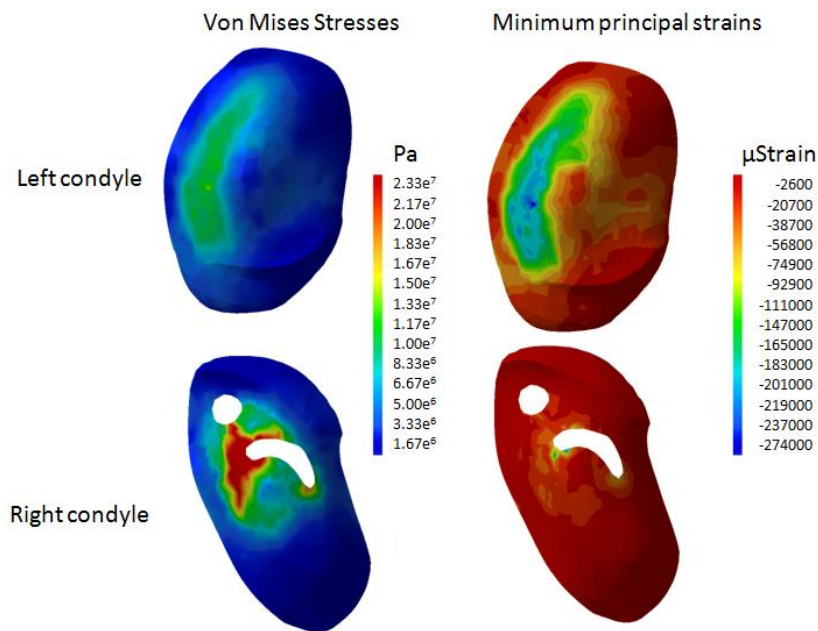 Von Mises Stresses
Minimum principal strains
Left condyle
Pa
2.33e⁷
2.17e⁷
2.00e⁷
1.83e⁷
1.67e⁷
1.50e⁷
1.33e⁷
1.17e⁷
1.00e⁷
8.33e⁶
6.67e⁶
5.00e⁶
3.33e⁶
1.67e⁶
μStrain
-2600
-20700
-38700
-56800
-74900
-92900
-111000
-129000
-147000
-165000
-183000
-201000
-219000
-237000
-274000
Right condyle